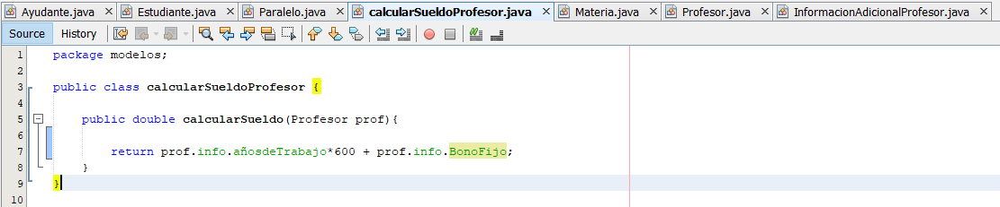 Ayudante.java Estudiante.java Paralelo.java calcularSueldoProfesor.java Materia.java Profesor.java InformacionAdicionalProfesor.java
Source History
1 package modelos;
2
3 public class calcularSueldoProfesor {
4
5 public double calcularSueldo(Profesor prof){
6
7 return prof.info.añosdeTrabajo*600 + prof.info.BonoFijo;
8 }
9 }
10